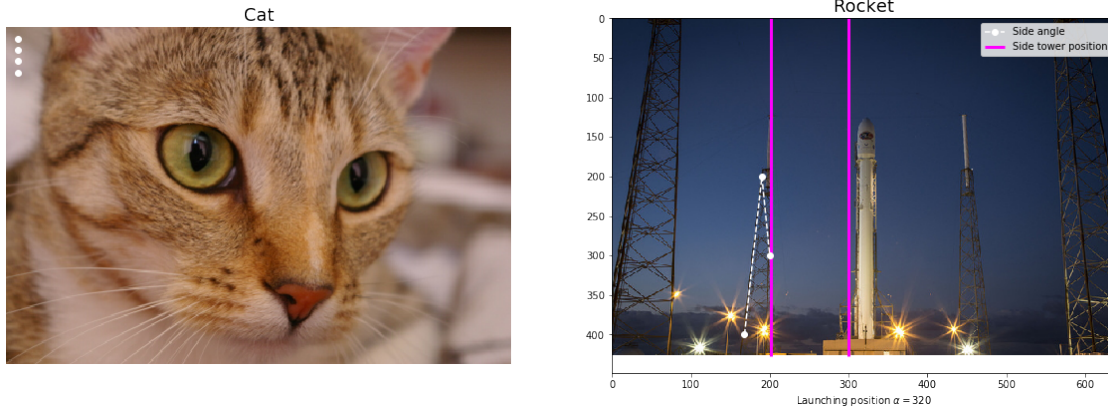 Cat
Rocket
Side angle
Side tower position
0
50
100
150
200
250
300
350
400
0 100 200 300 400 500 600
Launching position α = 320